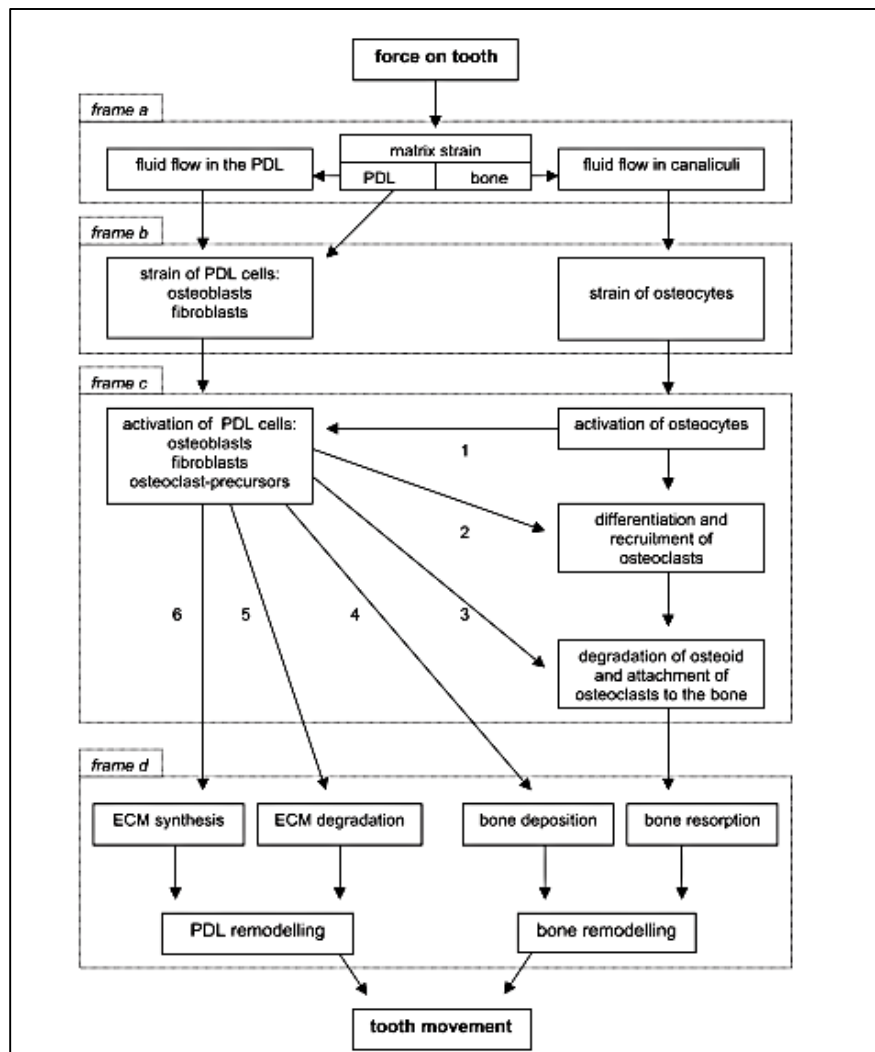 force on tooth
frame a
matrix strain
fluid flow in the PDL
PDL
bone
fluid flow in canaliculi
frame b
strain of PDL cells:
osteoblasts
fibroblasts
strain of osteocytes
frame c
activation of PDL cells:
osteoblasts
fibroblasts
osteoclast-precursors
activation of osteocytes
1
differentiation and
recruitment of
osteoclasts
2
6
5
4
3
degradation of osteoid
and attachment of
osteoclasts to the bone
frame d
ECM synthesis
ECM degradation
bone deposition
bone resorption
PDL remodelling
bone remodelling
tooth movement